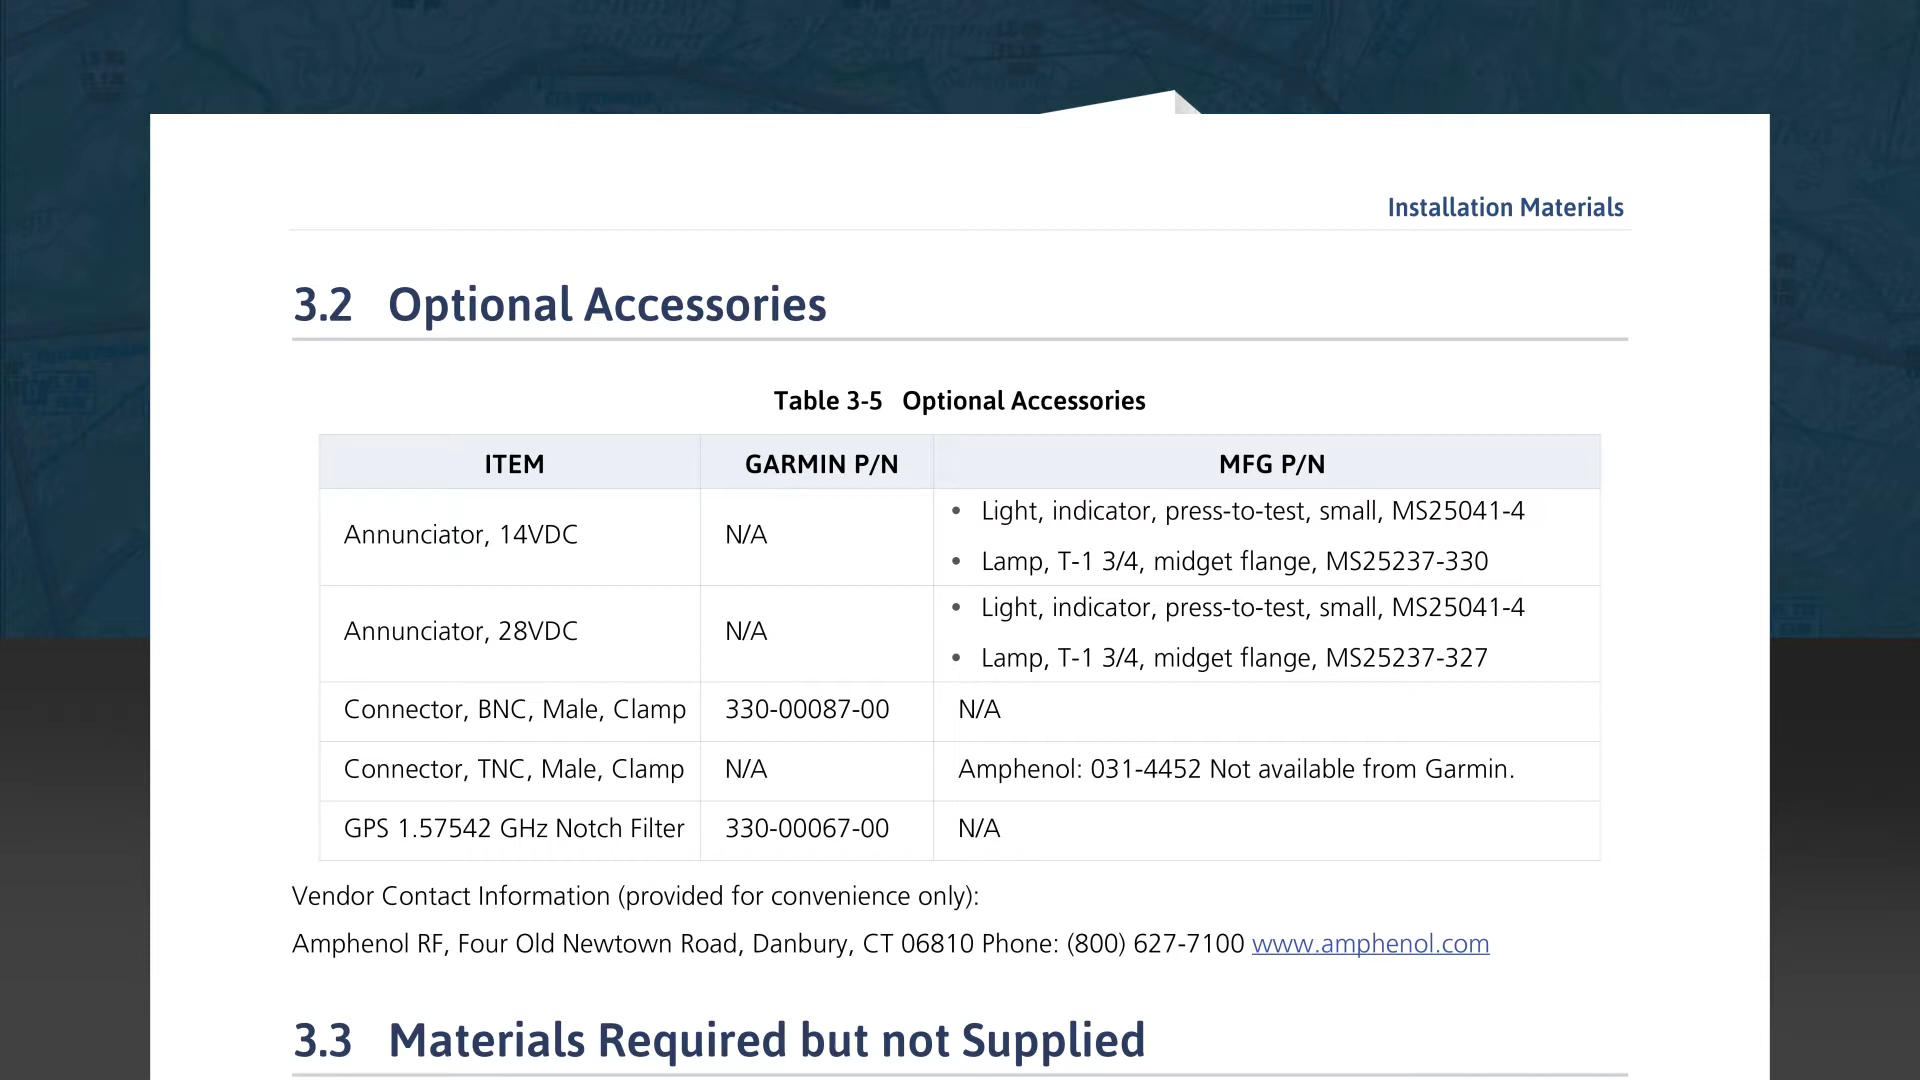 Installation Materials
3.2 Optional Accessories
Table 3-5 Optional Accessories
ITEM GARMIN P/N MFG P/N
Annunciator, 14VDC N/A
• Light, indicator, press-to-test, small, MS25041-4
• Lamp, T-1 3/4, midget flange, MS25237-330
Annunciator, 28VDC N/A
• Light, indicator, press-to-test, small, MS25041-4
• Lamp, T-1 3/4, midget flange, MS25237-327
Connector, BNC, Male, Clamp 330-00087-00 N/A
Connector, TNC, Male, Clamp N/A Amphenol: 031-4452 Not available from Garmin.
GPS 1.57542 GHz Notch Filter 330-00067-00 N/A
Vendor Contact Information (provided for convenience only):
Amphenol RF, Four Old Newtown Road, Danbury, CT 06810 Phone: (800) 627-7100 www.amphenol.com
3.3 Materials Required but not Supplied